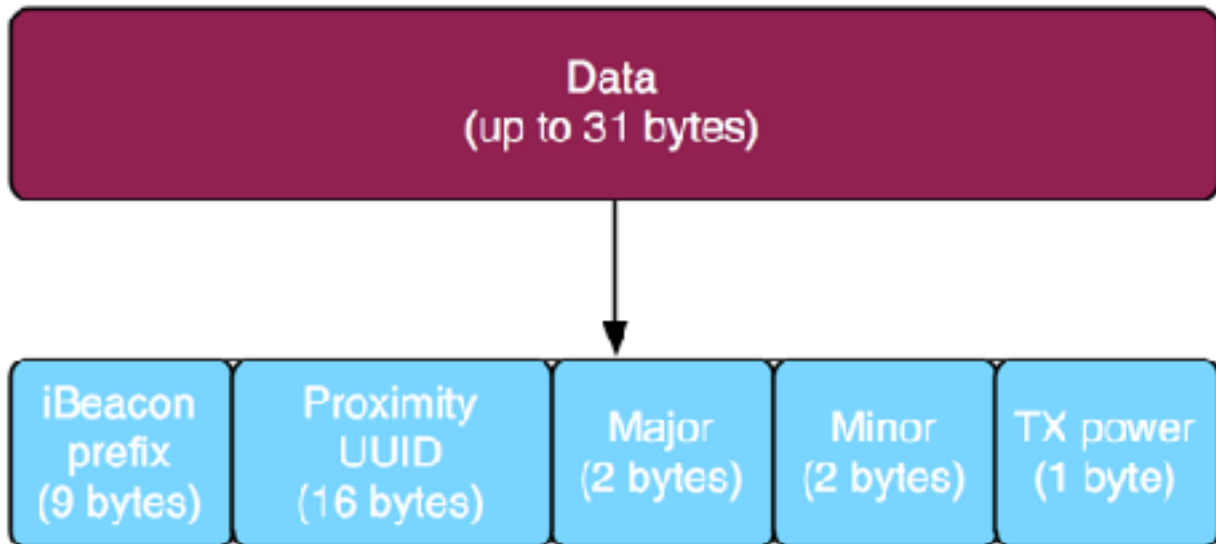 Data
(up to 31 bytes)
iBeacon
prefix
(9 bytes)
Proximity
UUID
(16 bytes)
Major
(2 bytes)
Minor
(2 bytes)
TX power
(1 byte)